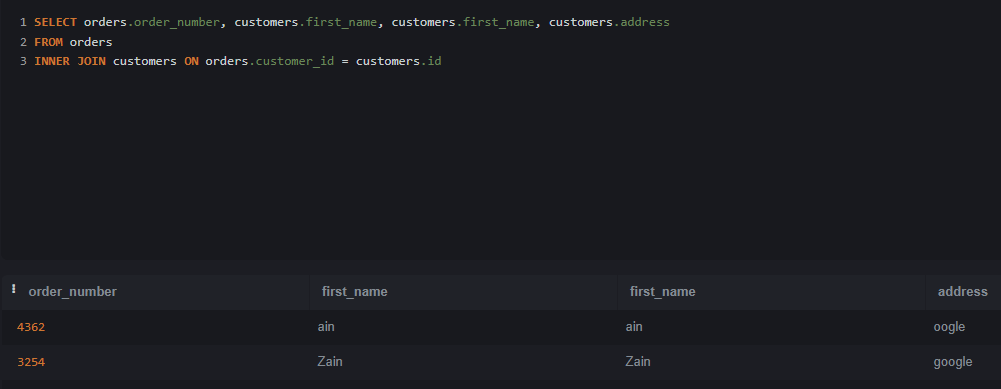 1 SELECT orders.order_number, customers.first_name, customers.first_name, customers.address
2 FROM orders
3 INNER JOIN customers ON orders.customer_id = customers.id
order_number first_name first_name address
4362 ain ain oogle
3254 Zain Zain google